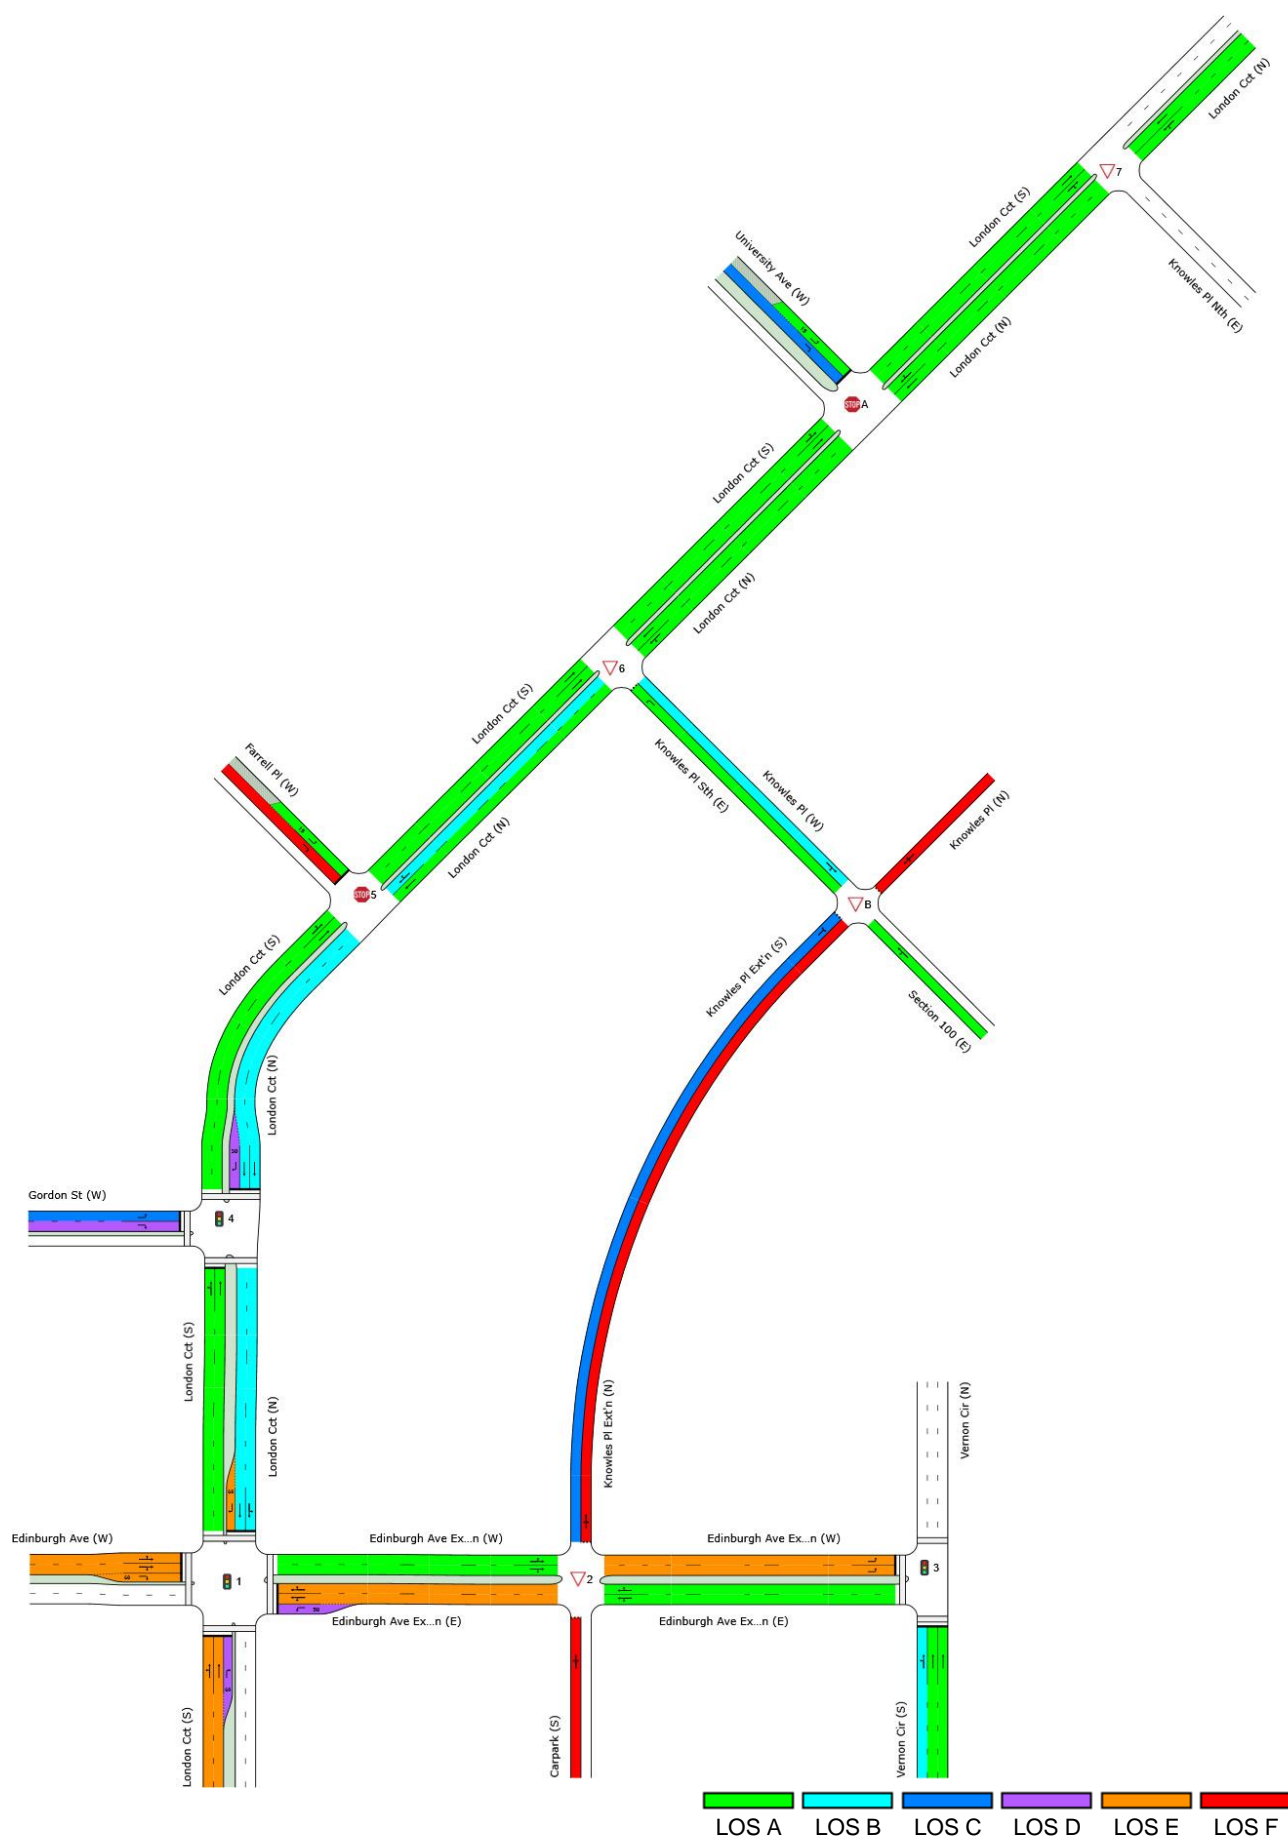 London Cct (N)
7
London Cct (S)
University Ave (W)
Knowles Pl Nth (E)
London Cct (N)
STOP A
London Cct (S)
London Cct (N)
6
London Cct (S)
Farrell Pl (W)
Knowles Pl Sth (E)
Knowles Pl (W)
Knowles Pl (N)
London Cct (N)
STOP 5
B
London Cct (S)
Knowles Pl Ext'n (S)
Section 100 (E)
London Cct (N)
Gordon St (W)
4
London Cct (S)
London Cct (N)
Knowles Pl Ext'n (N)
Vernon Cir (N)
Edinburgh Ave (W)
Edinburgh Ave Ex...n (W)
Edinburgh Ave Ex...n (W)
1
2
3
Edinburgh Ave Ex...n (E)
Edinburgh Ave Ex...n (E)
London Cct (S)
Carpark (S)
Vernon Cir (S)
LOS A LOS B LOS C LOS D LOS E LOS F